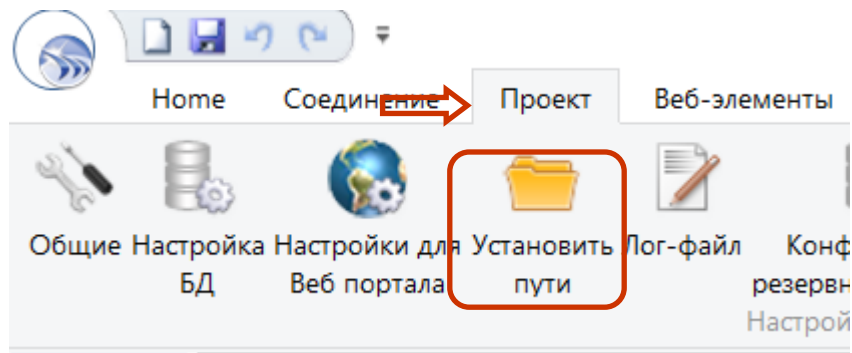 Home Соединение Проект Веб-элементы
Общие Настройка Настройки для Установить Лог-файл
БД Веб портала пути